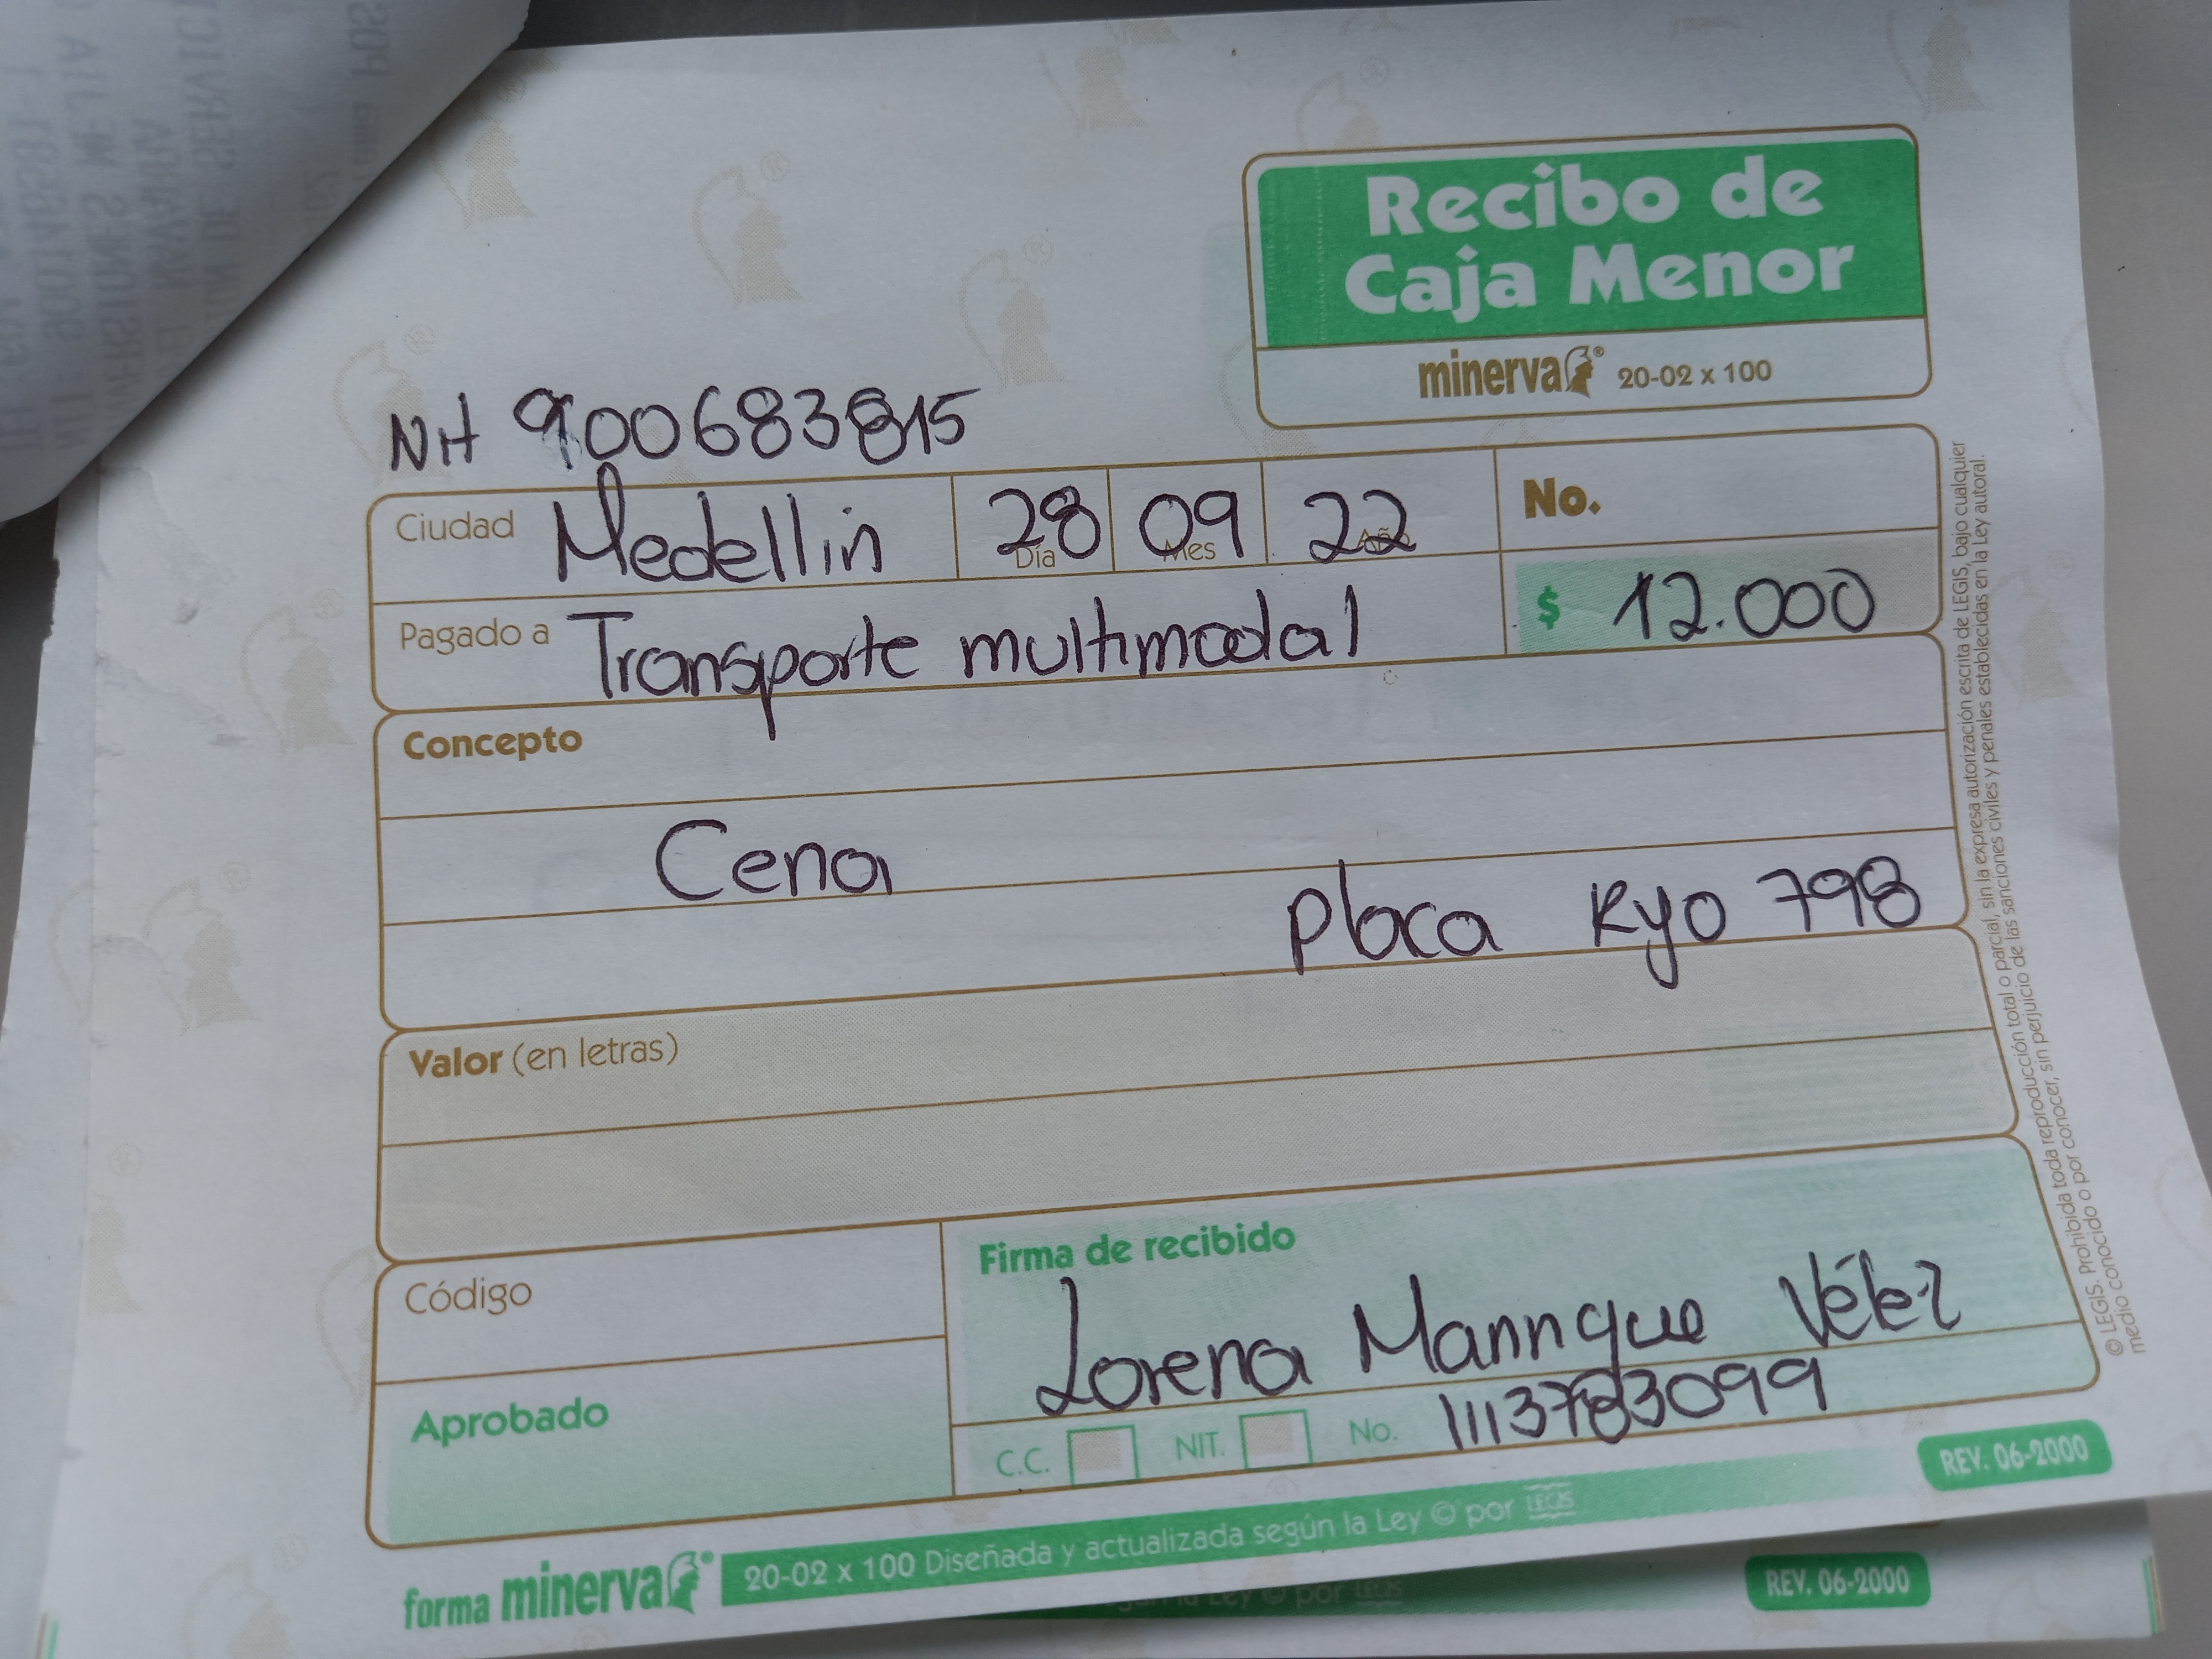 Recibo de
Caja Menor
minerva® 20-02 x 100
Nit 900683815
Ciudad Medellin 28 Día 09 Mes 22 Año No.
Pagado a Transporte multimodal $ 12.000
Concepto
Cena
placa Kyo 798
Valor (en letras)
Código
Firma de recibido
Lorena Manrique Vélez
Aprobado
C.C. NIT. No. 1113783099
REV. 06-2000
forma minerva® 20-02 x 100 Diseñada y actualizada según la Ley © por LEGIS
REV. 06-2000
© LEGIS. Prohibida toda reproducción total o parcial, sin la expresa autorización escrita de LEGIS, bajo cualquier
medio conocido o por conocer, sin perjuicio de las sanciones civiles y penales establecidas en la Ley autoral.